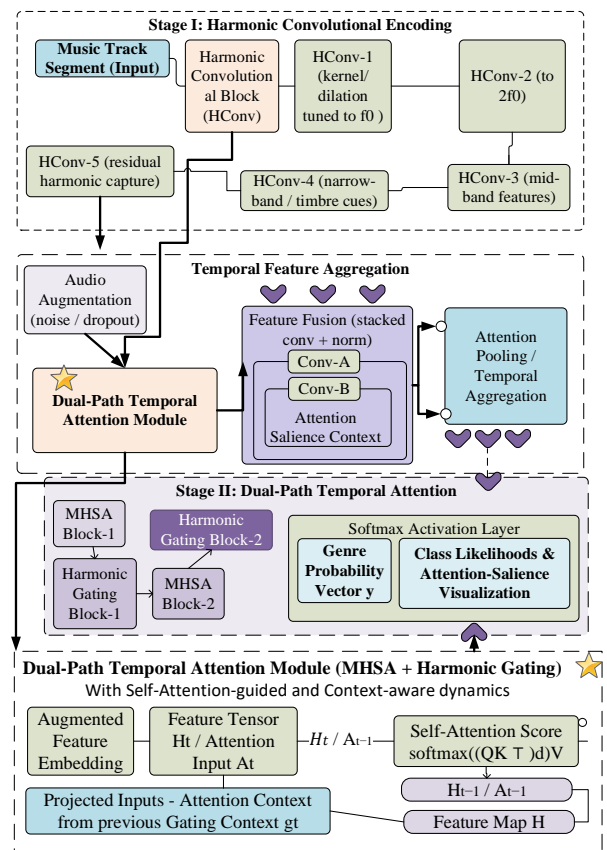 Stage I: Harmonic Convolutional Encoding
Music Track
Segment (Input)
Harmonic
Convolution
al Block
(HConv)
HConv-1
(kernel/
dilation
tuned to f0 )
HConv-2 (to
2f0)
HConv-5 (residual
harmonic capture)
HConv-4 (narrow-
band / timbre cues)
HConv-3 (mid-
band features)
Temporal Feature Aggregation
Audio
Augmentation
(noise / dropout)
Feature Fusion (stacked
conv + norm)
Conv-A
Conv-B
Attention
Salience Context
Attention
Pooling /
Temporal
Aggregation
Dual-Path Temporal
Attention Module
Stage II: Dual-Path Temporal Attention
MHSA
Block-1
Harmonic
Gating Block-2
Harmonic
Gating
Block-1
MHSA
Block-2
Softmax Activation Layer
Genre
Probability
Vector y
Class Likelihoods &
Attention-Salience
Visualization
Dual-Path Temporal Attention Module (MHSA + Harmonic Gating)
With Self-Attention-guided and Context-aware dynamics
Augmented
Feature
Embedding
Feature Tensor
Ht / Attention
Input At
Ht / At−1
Self-Attention Score
softmax((QK ⊤ )d)V
Ht−1 / At−1
Projected Inputs - Attention Context
from previous Gating Context gt
Feature Map H